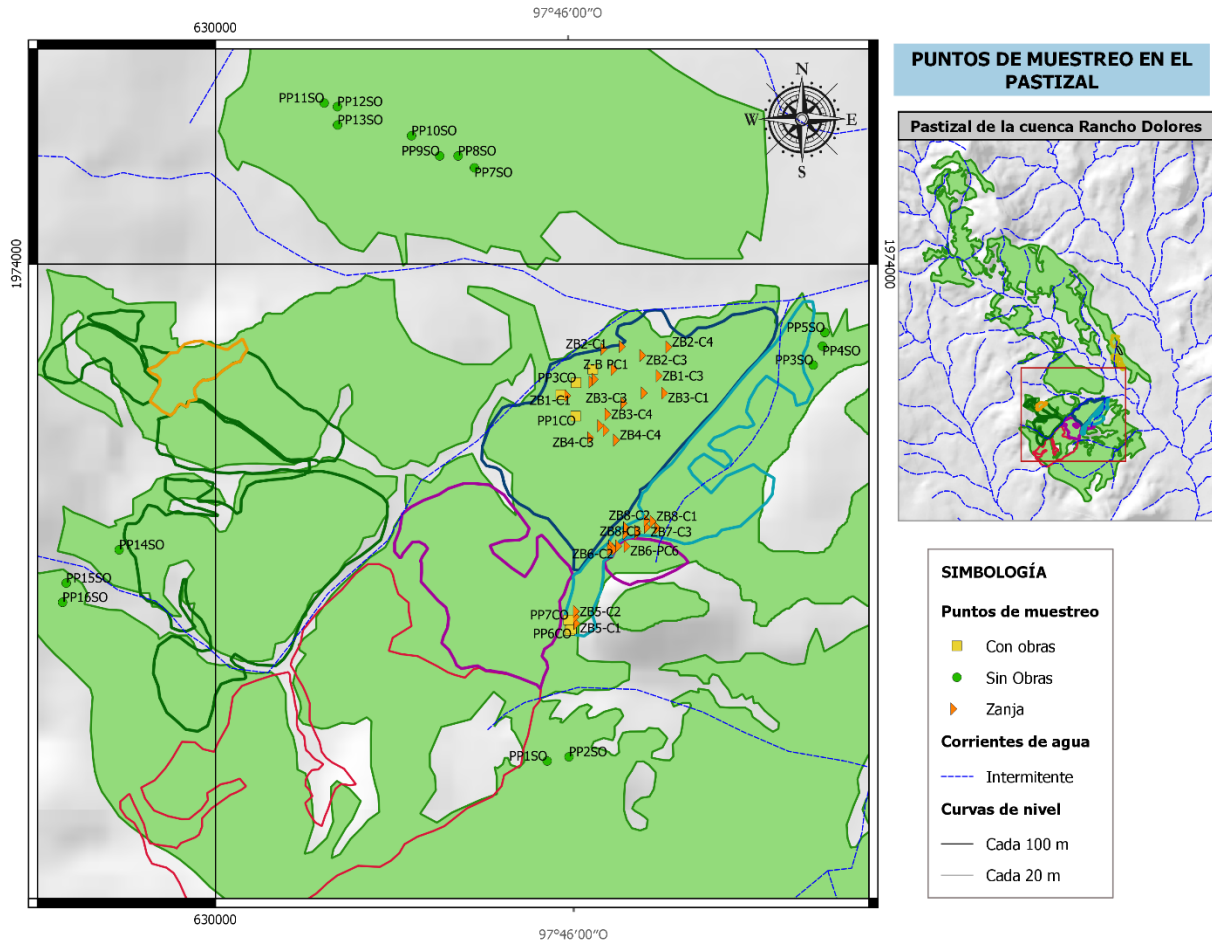 97°46'00''O
630000
PUNTOS DE MUESTREO EN EL
PASTIZAL
N
W
E
S
PP11SO
PP12SO
PP13SO
PP10SO
PP9SO
PP8SO
PP7SO
Pastizal de la cuenca Rancho Dolores
1974000
1974000
PP5SO
PP4SO
PP3SO
ZB2-C1
ZB2-C4
ZB2-C3
Z-B PC1
PP3CO
ZB1-C3
ZB1-C1
ZB3-C3
ZB3-C1
ZB3-C4
PP1CO
ZB4-C3
ZB4-C4
ZB8-C2
ZB8-C1
ZB8-C3
ZB7-C3
ZB6-C2
ZB6-PC6
PP14SO
PP15SO
PP16SO
PP7CO
ZB5-C2
PP6CO
ZB5-C1
PP1SO
PP2SO
SIMBOLOGÍA
Puntos de muestreo
Con obras
Sin Obras
Zanja
Corrientes de agua
Intermitente
Curvas de nivel
Cada 100 m
Cada 20 m
630000
97°46'00''O